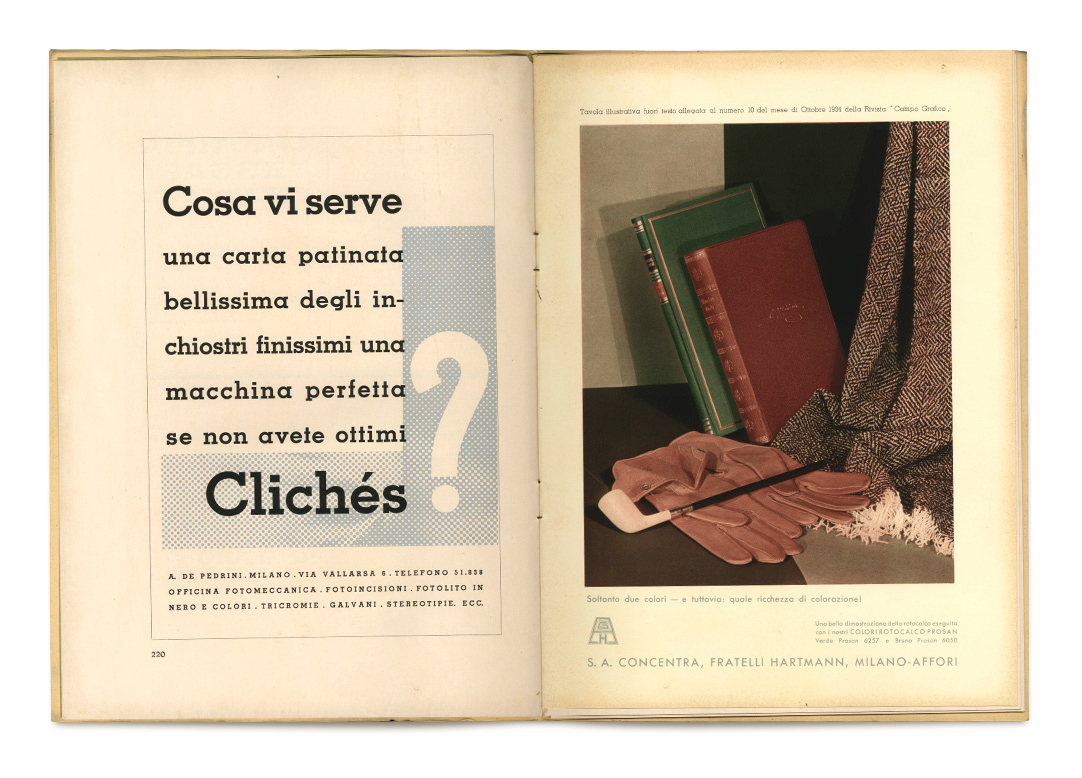 Cosa vi serve
una carta patinata
bellissima degli in-
chiostri finissimi una
macchina perfetta
se non avete ottimi
Clichés
?
A. DE PEDRINI . MILANO . VIA VALLARSA 6 . TELEFONO 51.838
OFFICINA FOTOMECCANICA . FOTOINCISIONI . FOTOLITO IN
NERO E COLORI . TRICROMIE . GALVANI . STEREOTIPIE. ECC.
220
Tavola illustrativa fuori testo allegata al numero 10 del mese di Ottobre 1934 della Rivista "Campo Grafico„
Soltanto due colori — e tuttavia: quale ricchezza di colorazione!
Una bella dimostrazione della rotocalco eseguita
con i nostri COLORI ROTOCALCO PROSAN
Verde Prosan 6257 e Bruno Prosan 6050
S. A. CONCENTRA, FRATELLI HARTMANN, MILANO-AFFORI